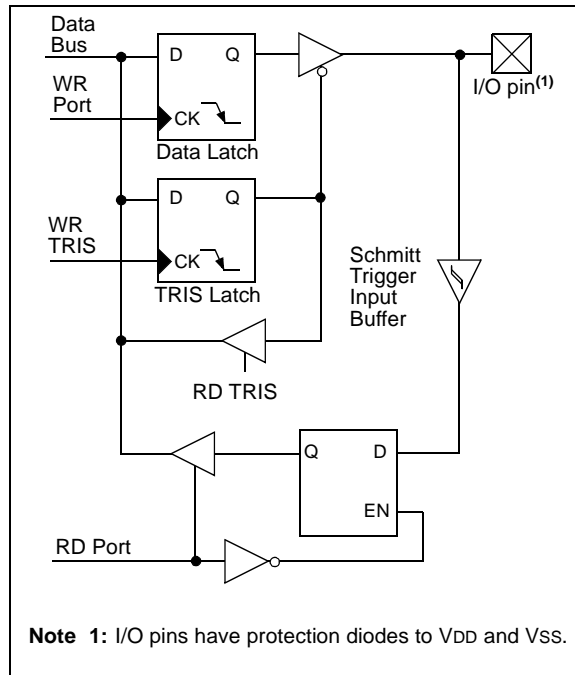 Data
Bus
D Q
WR
Port
CK
Data Latch
I/O pin(1)
D Q
WR
TRIS
CK
TRIS Latch
Schmitt
Trigger
Input
Buffer
RD TRIS
Q D
EN
RD Port
Note 1: I/O pins have protection diodes to VDD and VSS.